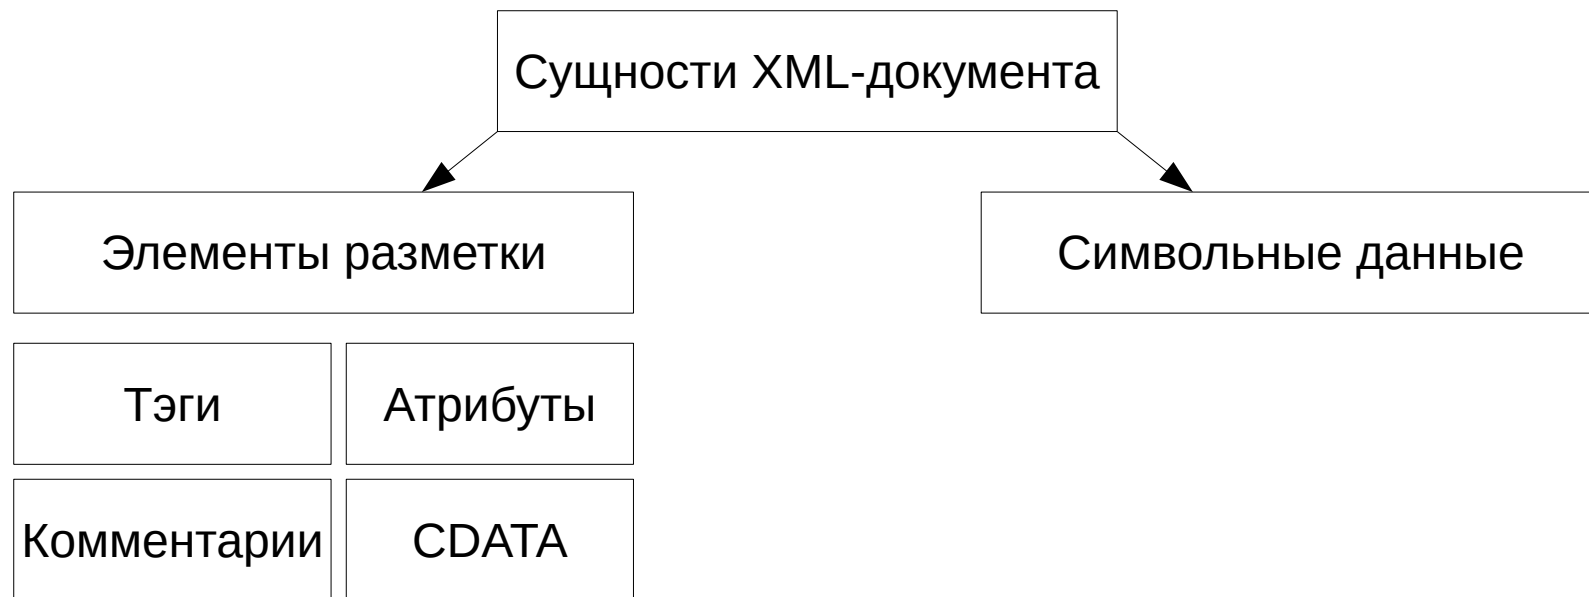 Сущности XML-документа
Элементы разметки
Символьные данные
Тэги
Атрибуты
Комментарии
CDATA